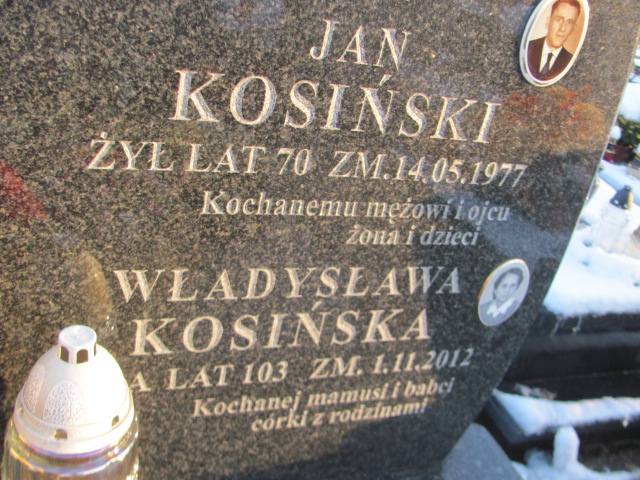 JAN
KOSIŃSKI
ŻYŁ LAT 70 ZM.14.05.1977
Kochanemu mężowi i ojcu
żona i dzieci
WŁADYSŁAWA
KOSIŃSKA
A LAT 103 ZM. 1.11.2012
Kochanej mamusi i babci
córki z rodzinami